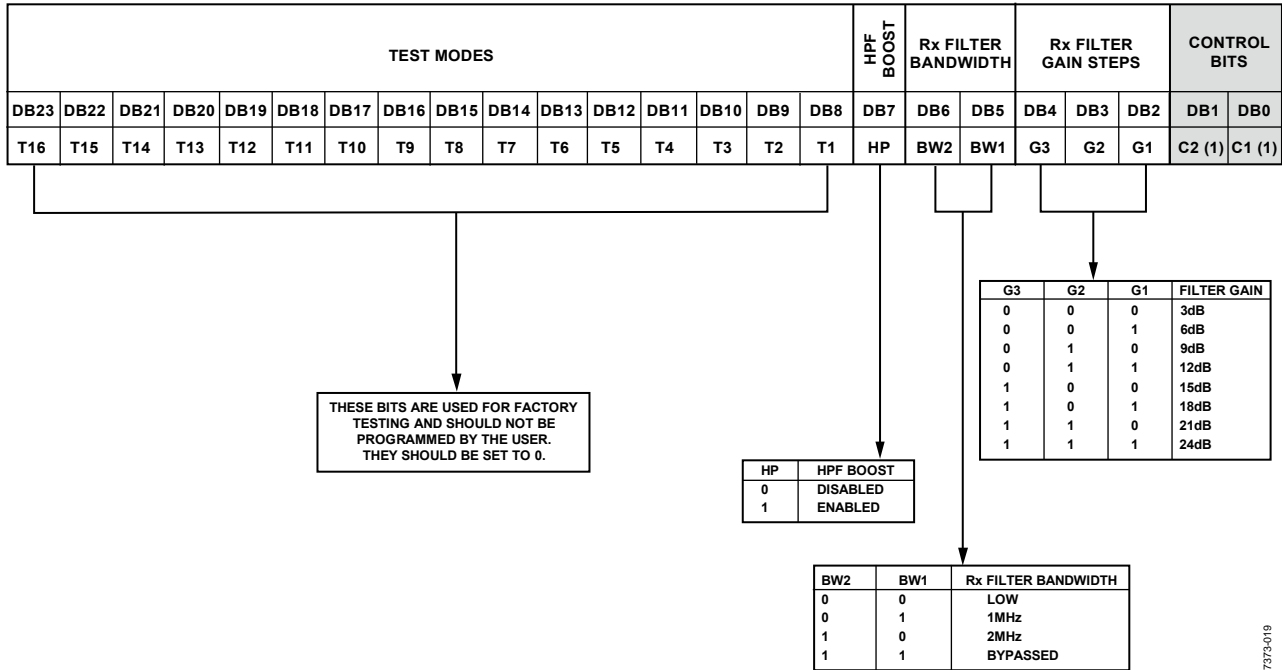 TEST MODES
HPF BOOST
Rx FILTER BANDWIDTH
Rx FILTER GAIN STEPS
CONTROL BITS
DB23 DB22 DB21 DB20 DB19 DB18 DB17 DB16 DB15 DB14 DB13 DB12 DB11 DB10 DB9 DB8 DB7 DB6 DB5 DB4 DB3 DB2 DB1 DB0
T16 T15 T14 T13 T12 T11 T10 T9 T8 T7 T6 T5 T4 T3 T2 T1 HP BW2 BW1 G3 G2 G1 C2 (1) C1 (1)
G3 G2 G1 FILTER GAIN
0 0 0 3dB
0 0 1 6dB
0 1 0 9dB
0 1 1 12dB
1 0 0 15dB
1 0 1 18dB
1 1 0 21dB
1 1 1 24dB
THESE BITS ARE USED FOR FACTORY
TESTING AND SHOULD NOT BE
PROGRAMMED BY THE USER.
THEY SHOULD BE SET TO 0.
HP HPF BOOST
0 DISABLED
1 ENABLED
BW2 BW1 Rx FILTER BANDWIDTH
0 0 LOW
0 1 1MHz
1 0 2MHz
1 1 BYPASSED
7373-019